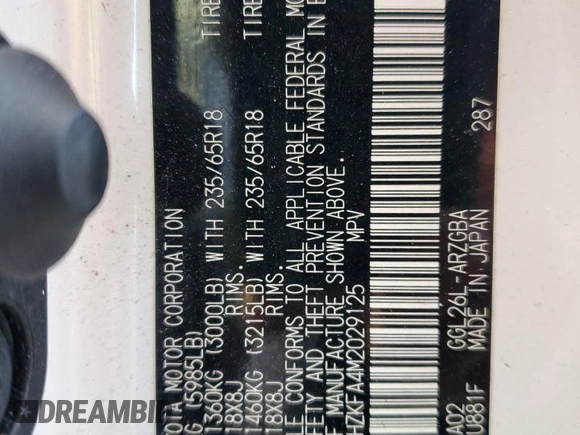 OTA MOTOR CORPORATION
G (5985LB)
1360KG (3000LB) WITH 235/65R18 TIRE
18X8J RIMS.
1460KG (3215LB) WITH 235/65R18 TIRE
18X8J RIMS.
LE CONFORMS TO ALL APPLICABLE FEDERAL MO
FETY AND THEFT PREVENTION STANDARDS IN E
F MANUFACTURE SHOWN ABOVE.
HZKFA4M2029125 MPV
A02 GGL26L-ARZGBA 287
U881F MADE IN JAPAN
DREAMBID